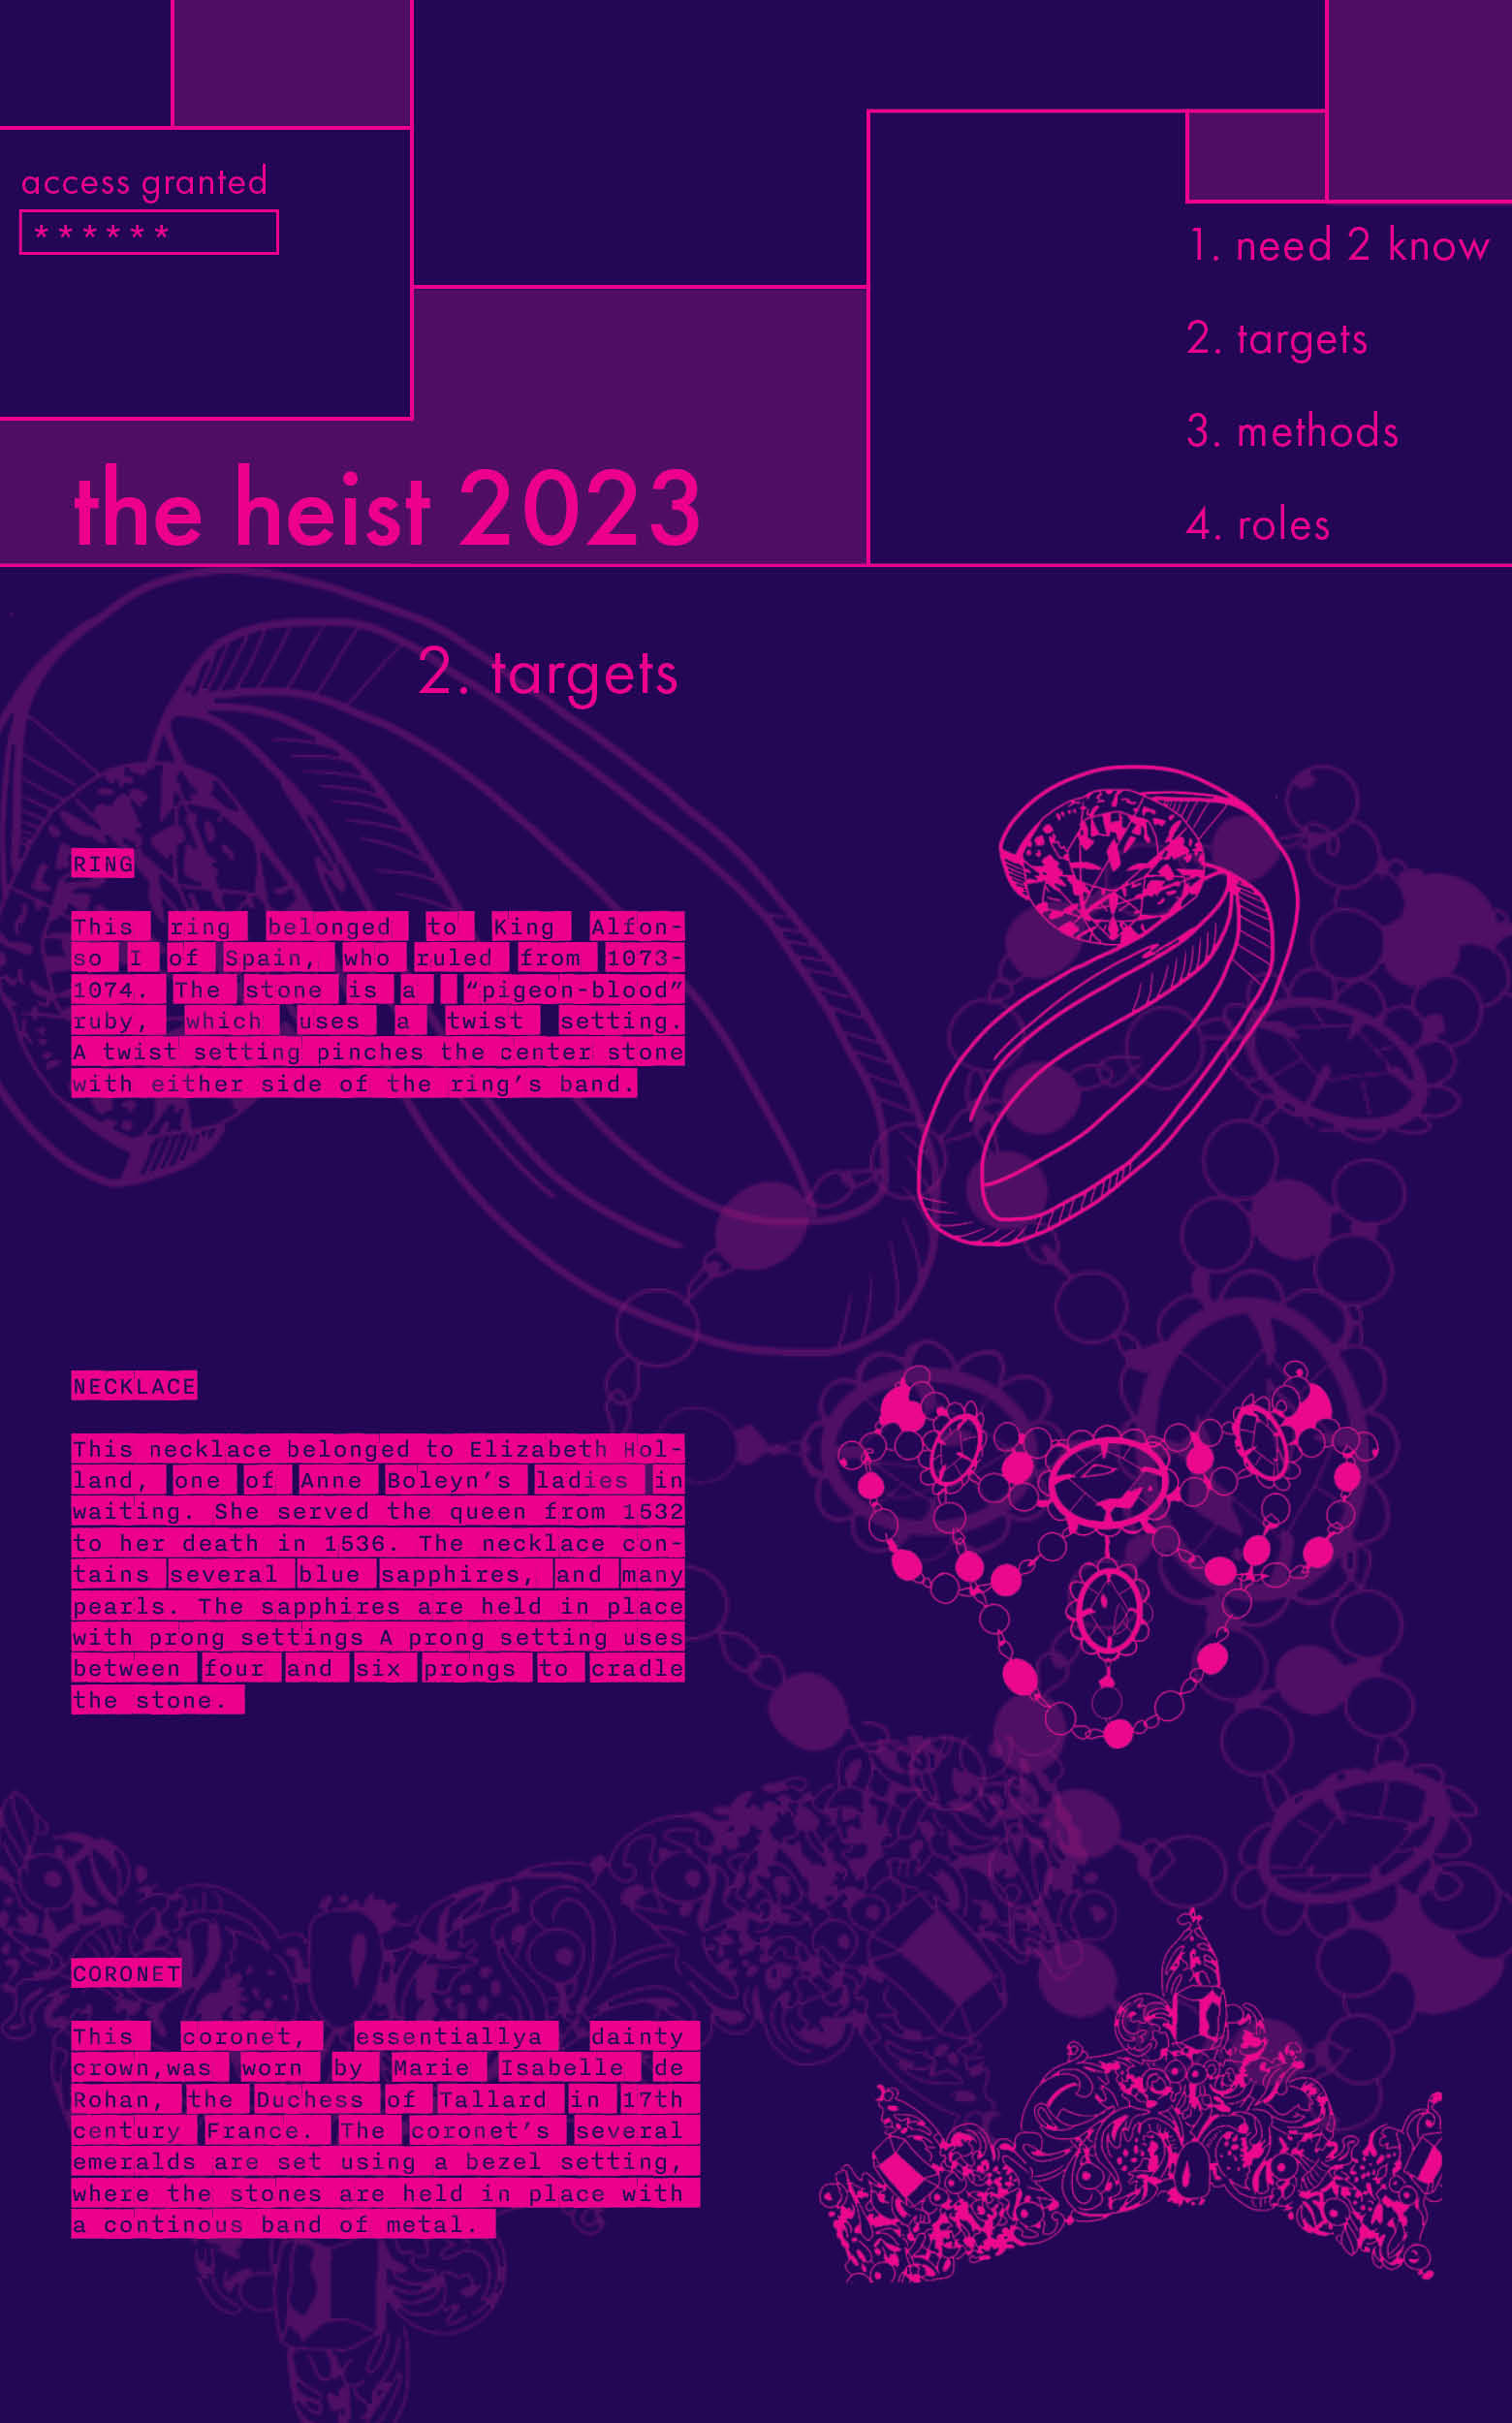 access granted
******
1. need 2 know
2. targets
3. methods
4. roles
the heist 2023
2. targets
RING
This ring belonged to King Alfon-
so I of Spain, who ruled from 1073-
1074. The stone is a “pigeon-blood”
ruby, which uses a twist setting.
A twist setting pinches the center stone
with either side of the ring’s band.
NECKLACE
This necklace belonged to Elizabeth Hol-
land, one of Anne Boleyn’s ladies in
waiting. She served the queen from 1532
to her death in 1536. The necklace con-
tains several blue sapphires, and many
pearls. The sapphires are held in place
with prong settings A prong setting uses
between four and six prongs to cradle
the stone.
CORONET
This coronet, essentiallya dainty
crown,was worn by Marie Isabelle de
Rohan, the Duchess of Tallard in 17th
century France. The coronet’s several
emeralds are set using a bezel setting,
where the stones are held in place with
a continous band of metal.